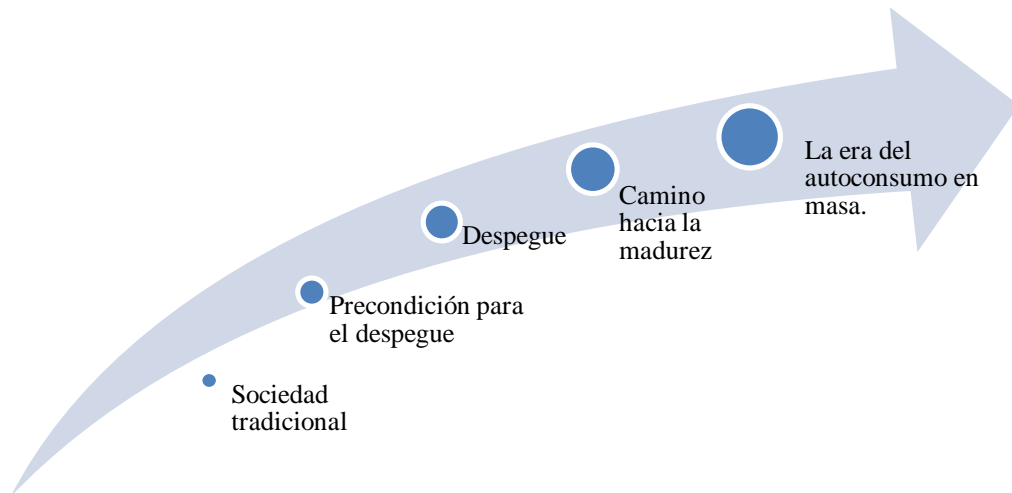 Sociedad
tradicional
Precondición para
el despegue
Despegue
Camino
hacia la
madurez
La era del
autoconsumo en
masa.